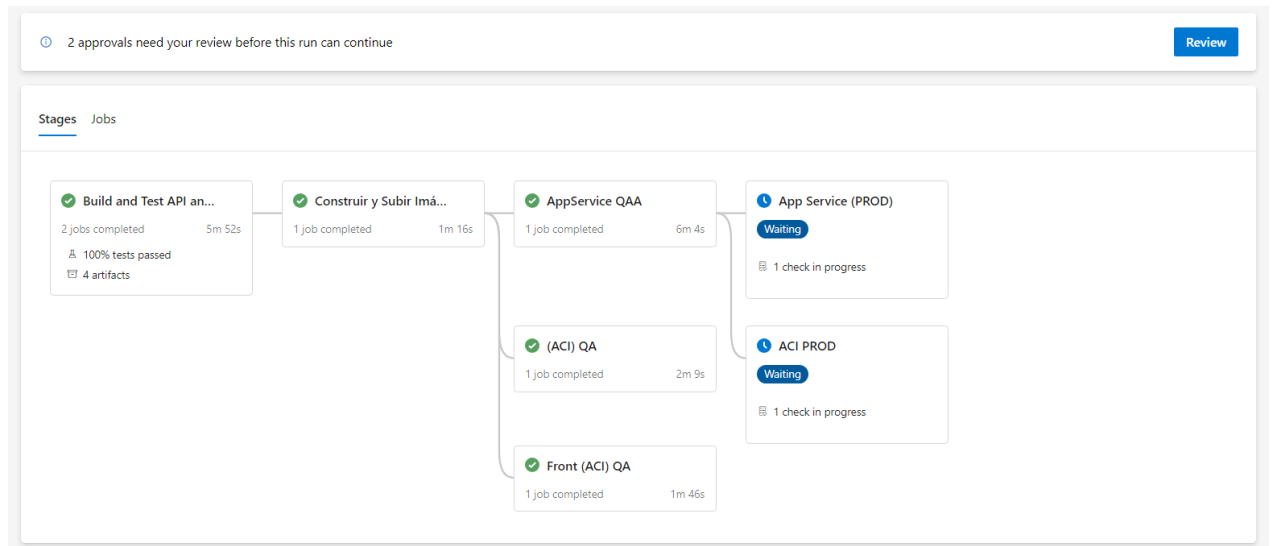 2 approvals need your review before this run can continue
Review
Stages Jobs
Build and Test API an...
2 jobs completed 5m 52s
100% tests passed
4 artifacts
Construir y Subir Imá...
1 job completed 1m 16s
AppService QAA
1 job completed 6m 4s
App Service (PROD)
Waiting
1 check in progress
(ACI) QA
1 job completed 2m 9s
ACI PROD
Waiting
1 check in progress
Front (ACI) QA
1 job completed 1m 46s